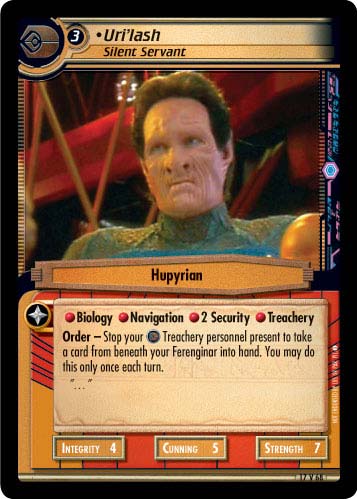 3 •Uri'lash
Silent Servant
Hupyrian
Biology Navigation 2 Security Treachery
Order – Stop your Treachery personnel present to take
a card from beneath your Ferenginar into hand. You may do
this only once each turn.
"..."
INTEGRITY 4 CUNNING 5 STRENGTH 7
17 V 68